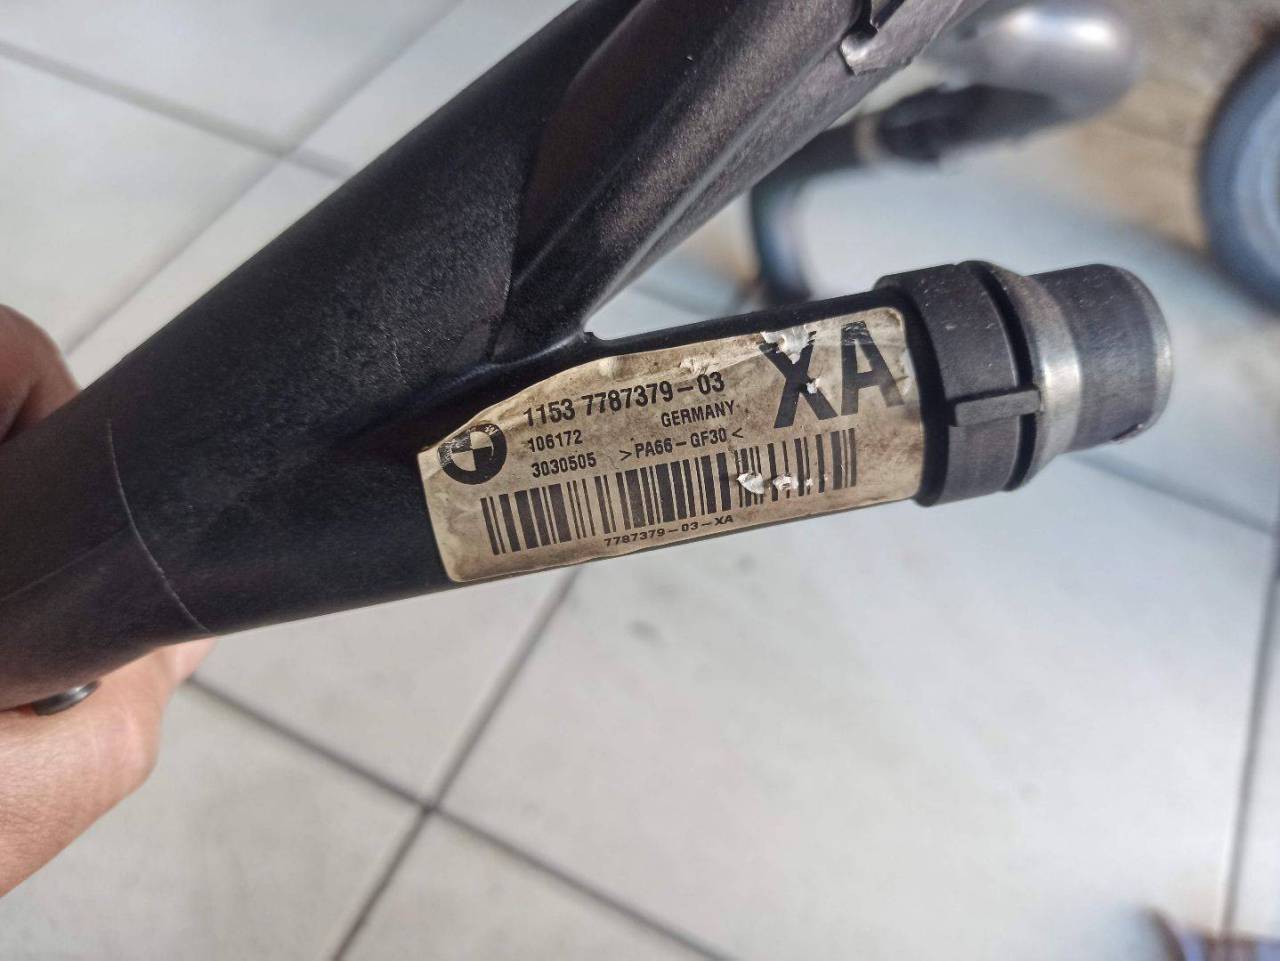 1153 7787379-03
XA
106172
GERMANY
3030505
>PA66-GF30<
7787379-03-XA